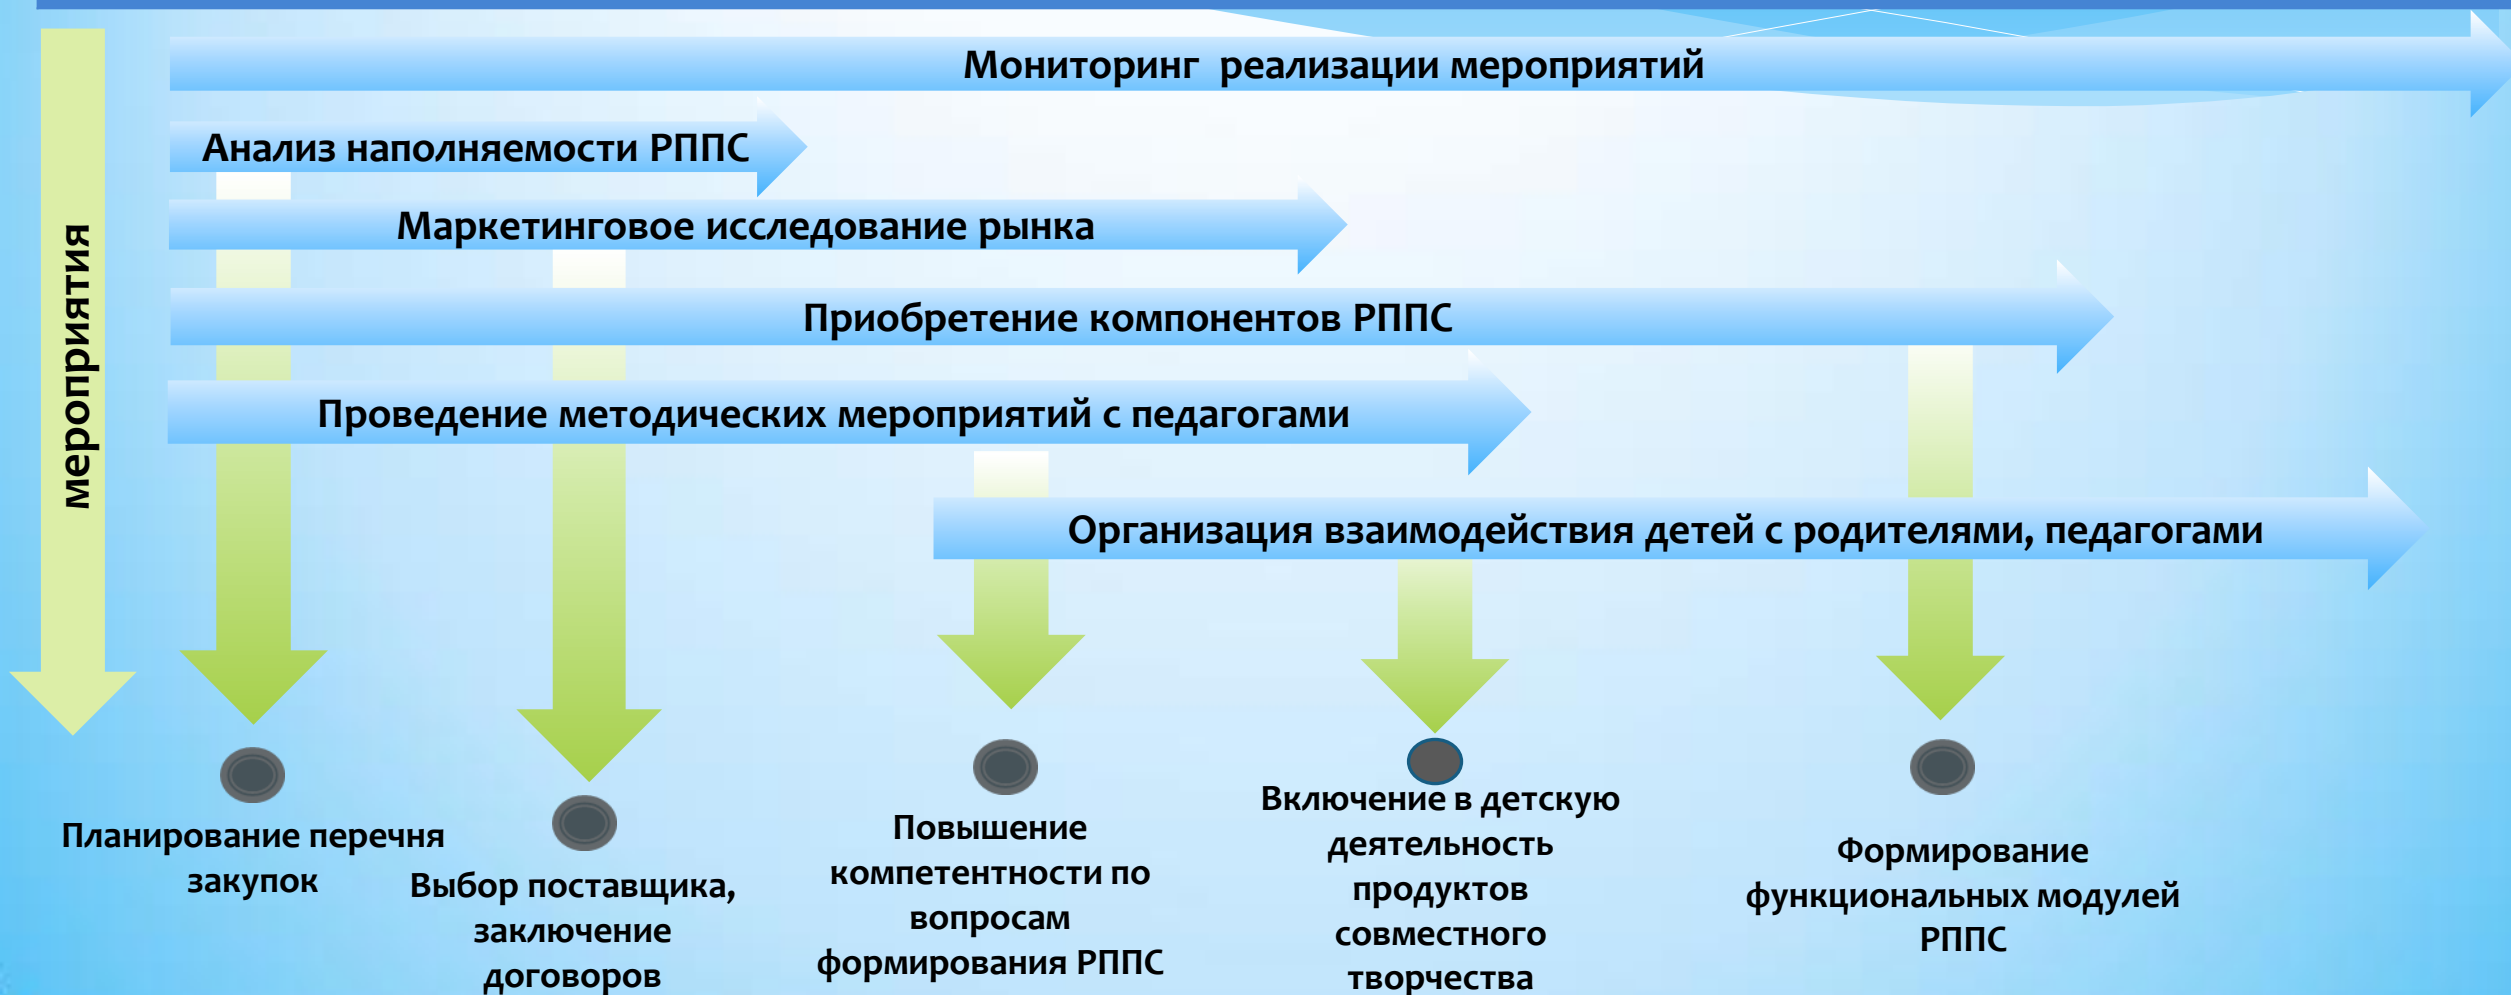 мероприятия
Мониторинг реализации мероприятий
Анализ наполняемости РППС
Маркетинговое исследование рынка
Приобретение компонентов РППС
Проведение методических мероприятий с педагогами
Организация взаимодействия детей с родителями, педагогами
Планирование перечня
закупок
Выбор поставщика,
заключение
договоров
Повышение
компетентности по
вопросам
формирования РППС
Включение в детскую
деятельность
продуктов
совместного
творчества
Формирование
функциональных модулей
РППС